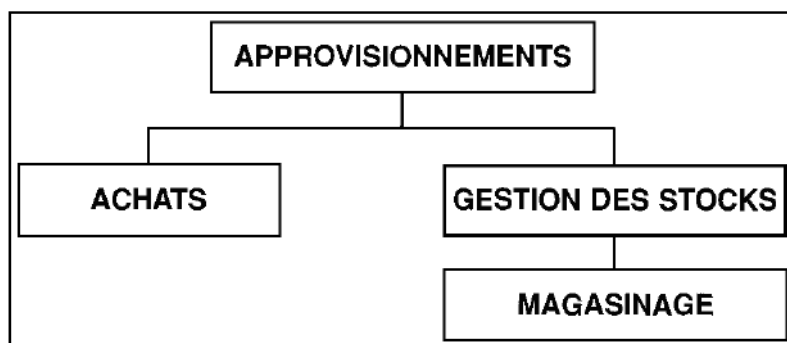 APPROVISIONNEMENTS
ACHATS
GESTION DES STOCKS
MAGASINAGE